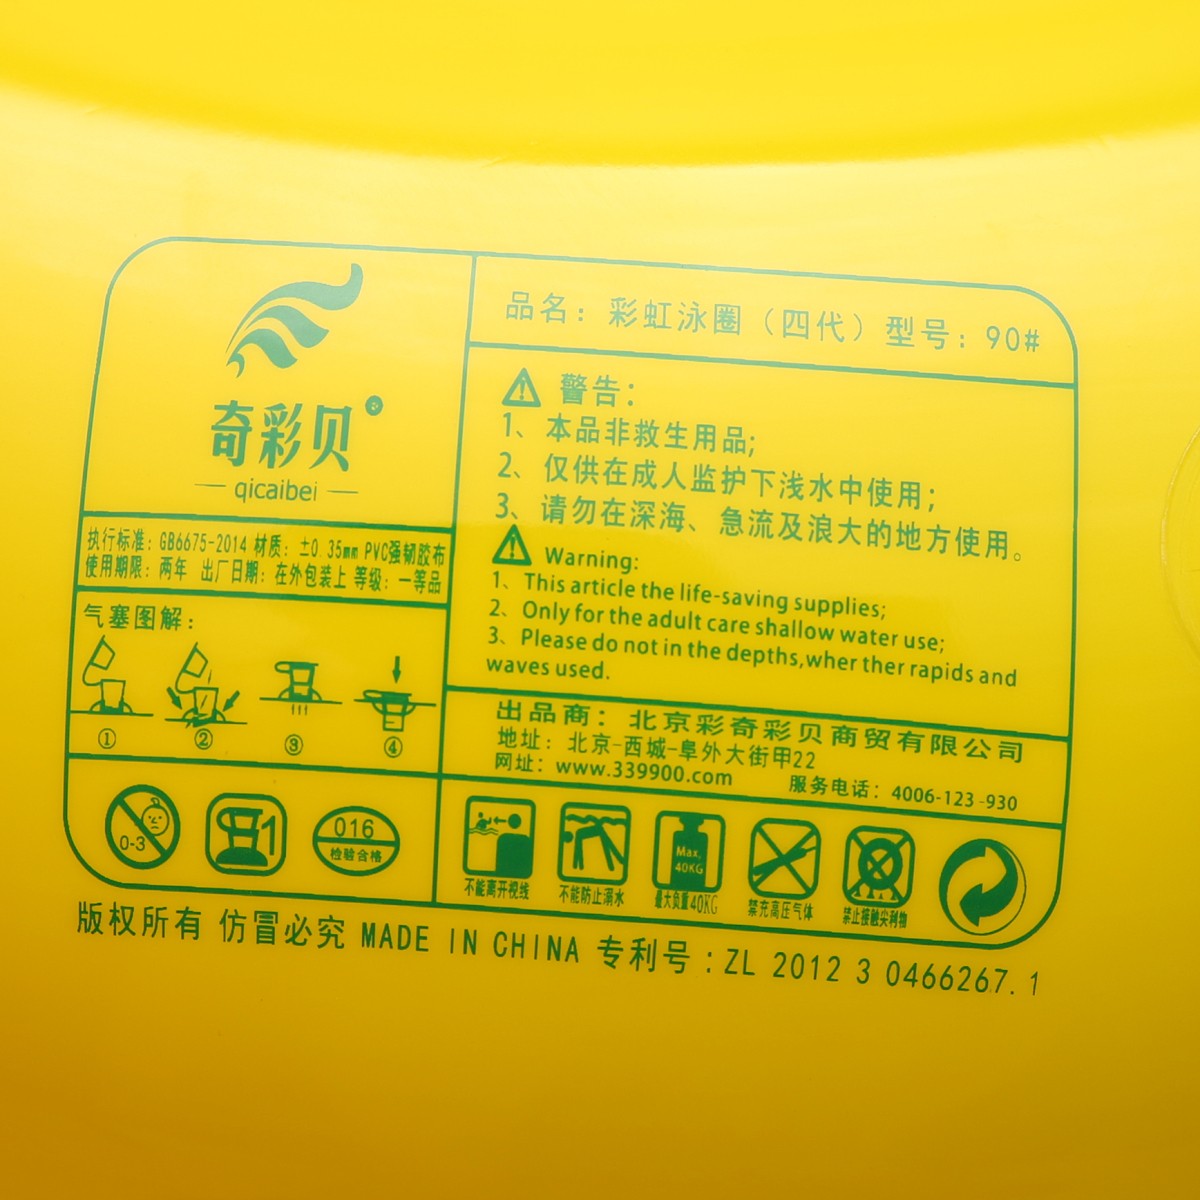 奇彩贝
qicaibei
品名：彩虹泳圈（四代）型号：90#
警告：
1、本品非救生用品；
2、仅供在成人监护下浅水中使用；
3、请勿在深海、急流及浪大的地方使用。
Warning:
1、This article the life-saving supplies;
2、Only for the adult care shallow water use;
3、Please do not in the depths,wher ther rapids and
waves used.
执行标准：GB6675-2014 材质：±0.35mm PVC强韧胶布
使用期限：两年 出厂日期：在外包装上 等级：一等品
气塞图解：
① ② ③ ④
出品商：北京彩奇彩贝商贸有限公司
地址：北京-西城-阜外大街甲22
网址：www.339900.com 服务电话：4006-123-930
0-3
1
016
检验合格
Max.
40KG
不能离开视线 不能防止溺水 最大负重40KG 禁充高压气体 禁止接触尖利物
版权所有 仿冒必究 MADE IN CHINA 专利号：ZL 2012 3 0466267.1